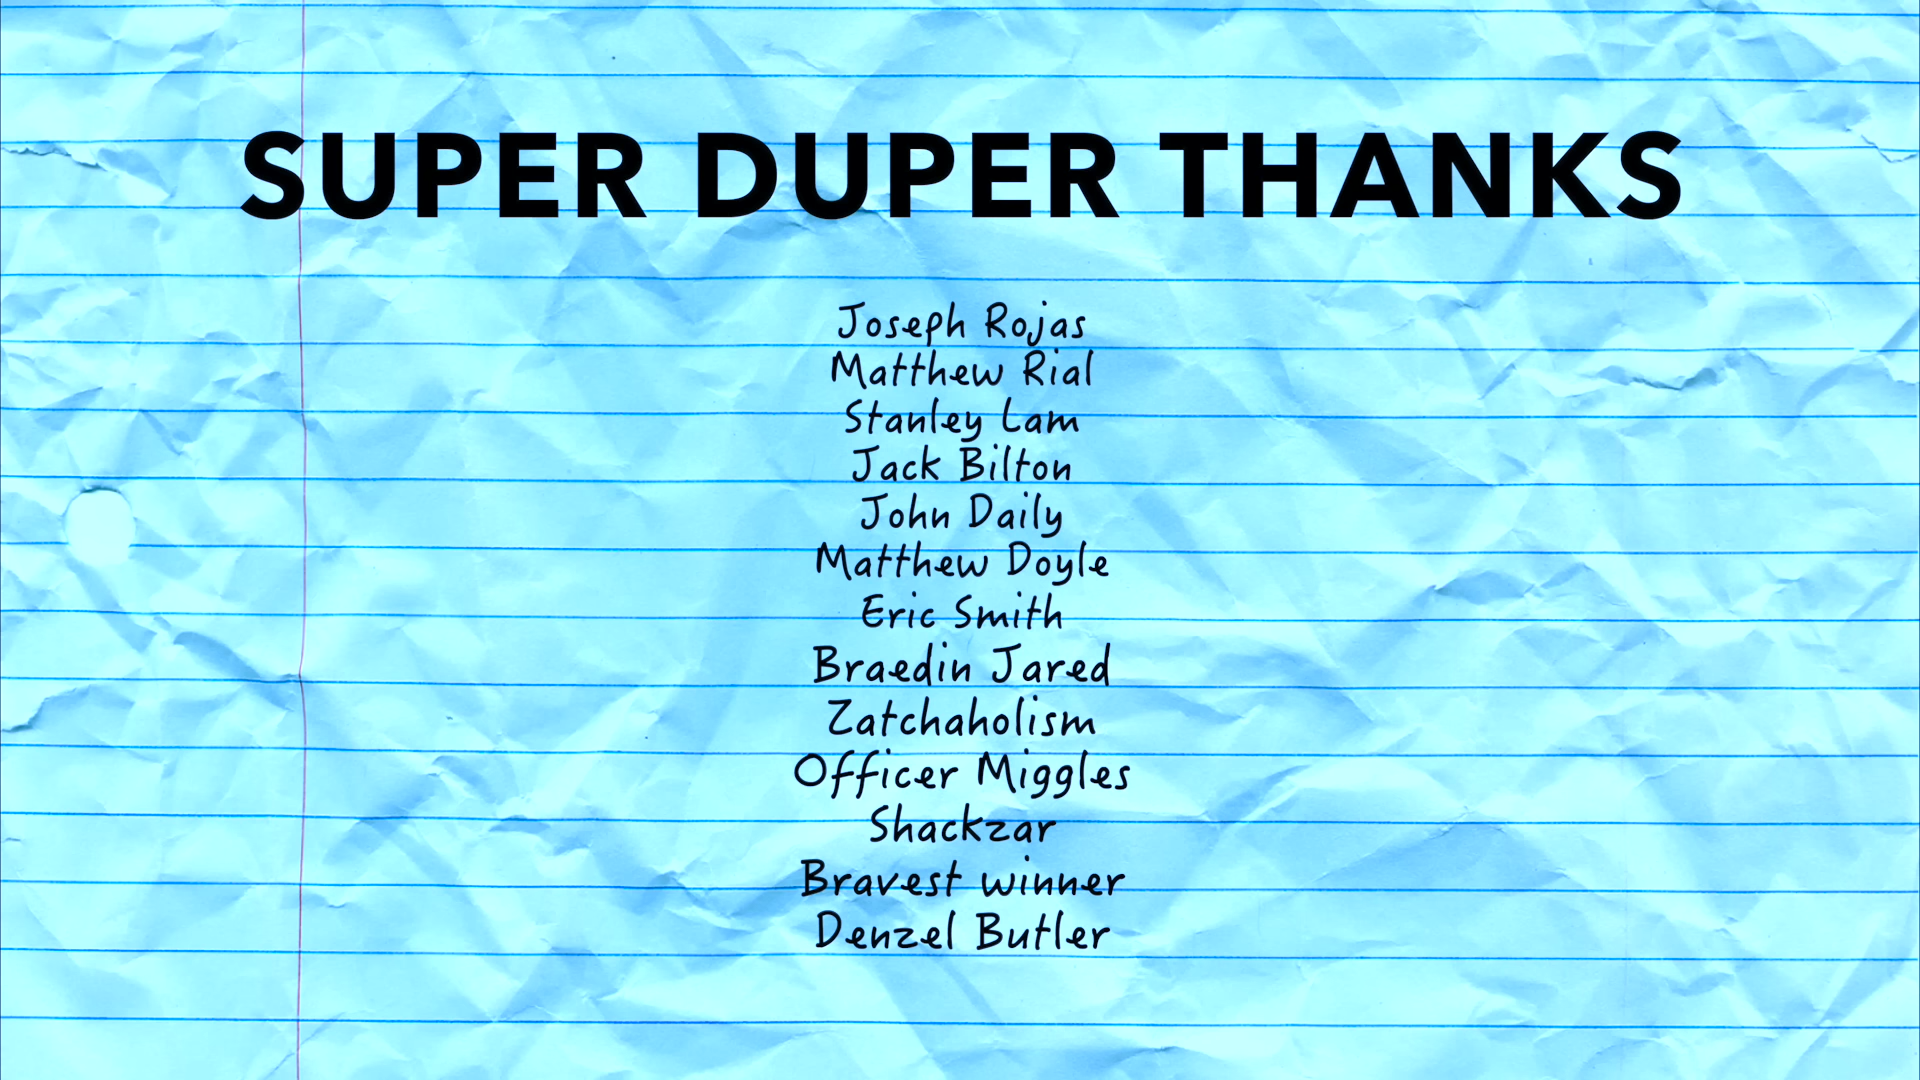 SUPER DUPER THANKS
Joseph Rojas
Matthew Rial
Stanley Lam
Jack Bilton
John Daily
Matthew Doyle
Eric Smith
Braedin Jared
Zatchaholism
Officer Miggles
Shackzar
Bravest winner
Denzel Butler